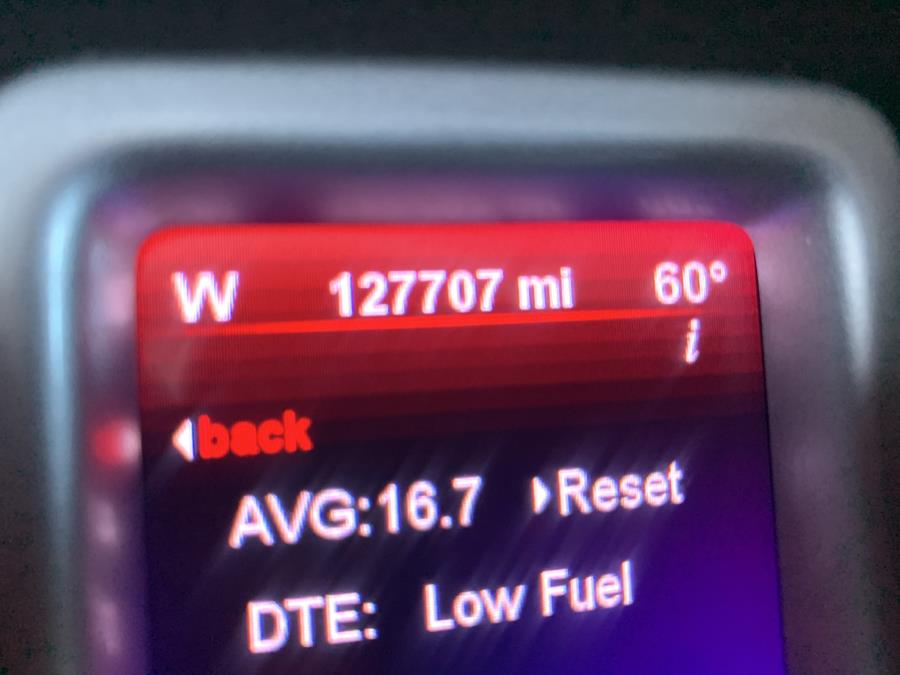 W 127707 mi 60°
i
back
AVG:16.7 Reset
DTE: Low Fuel